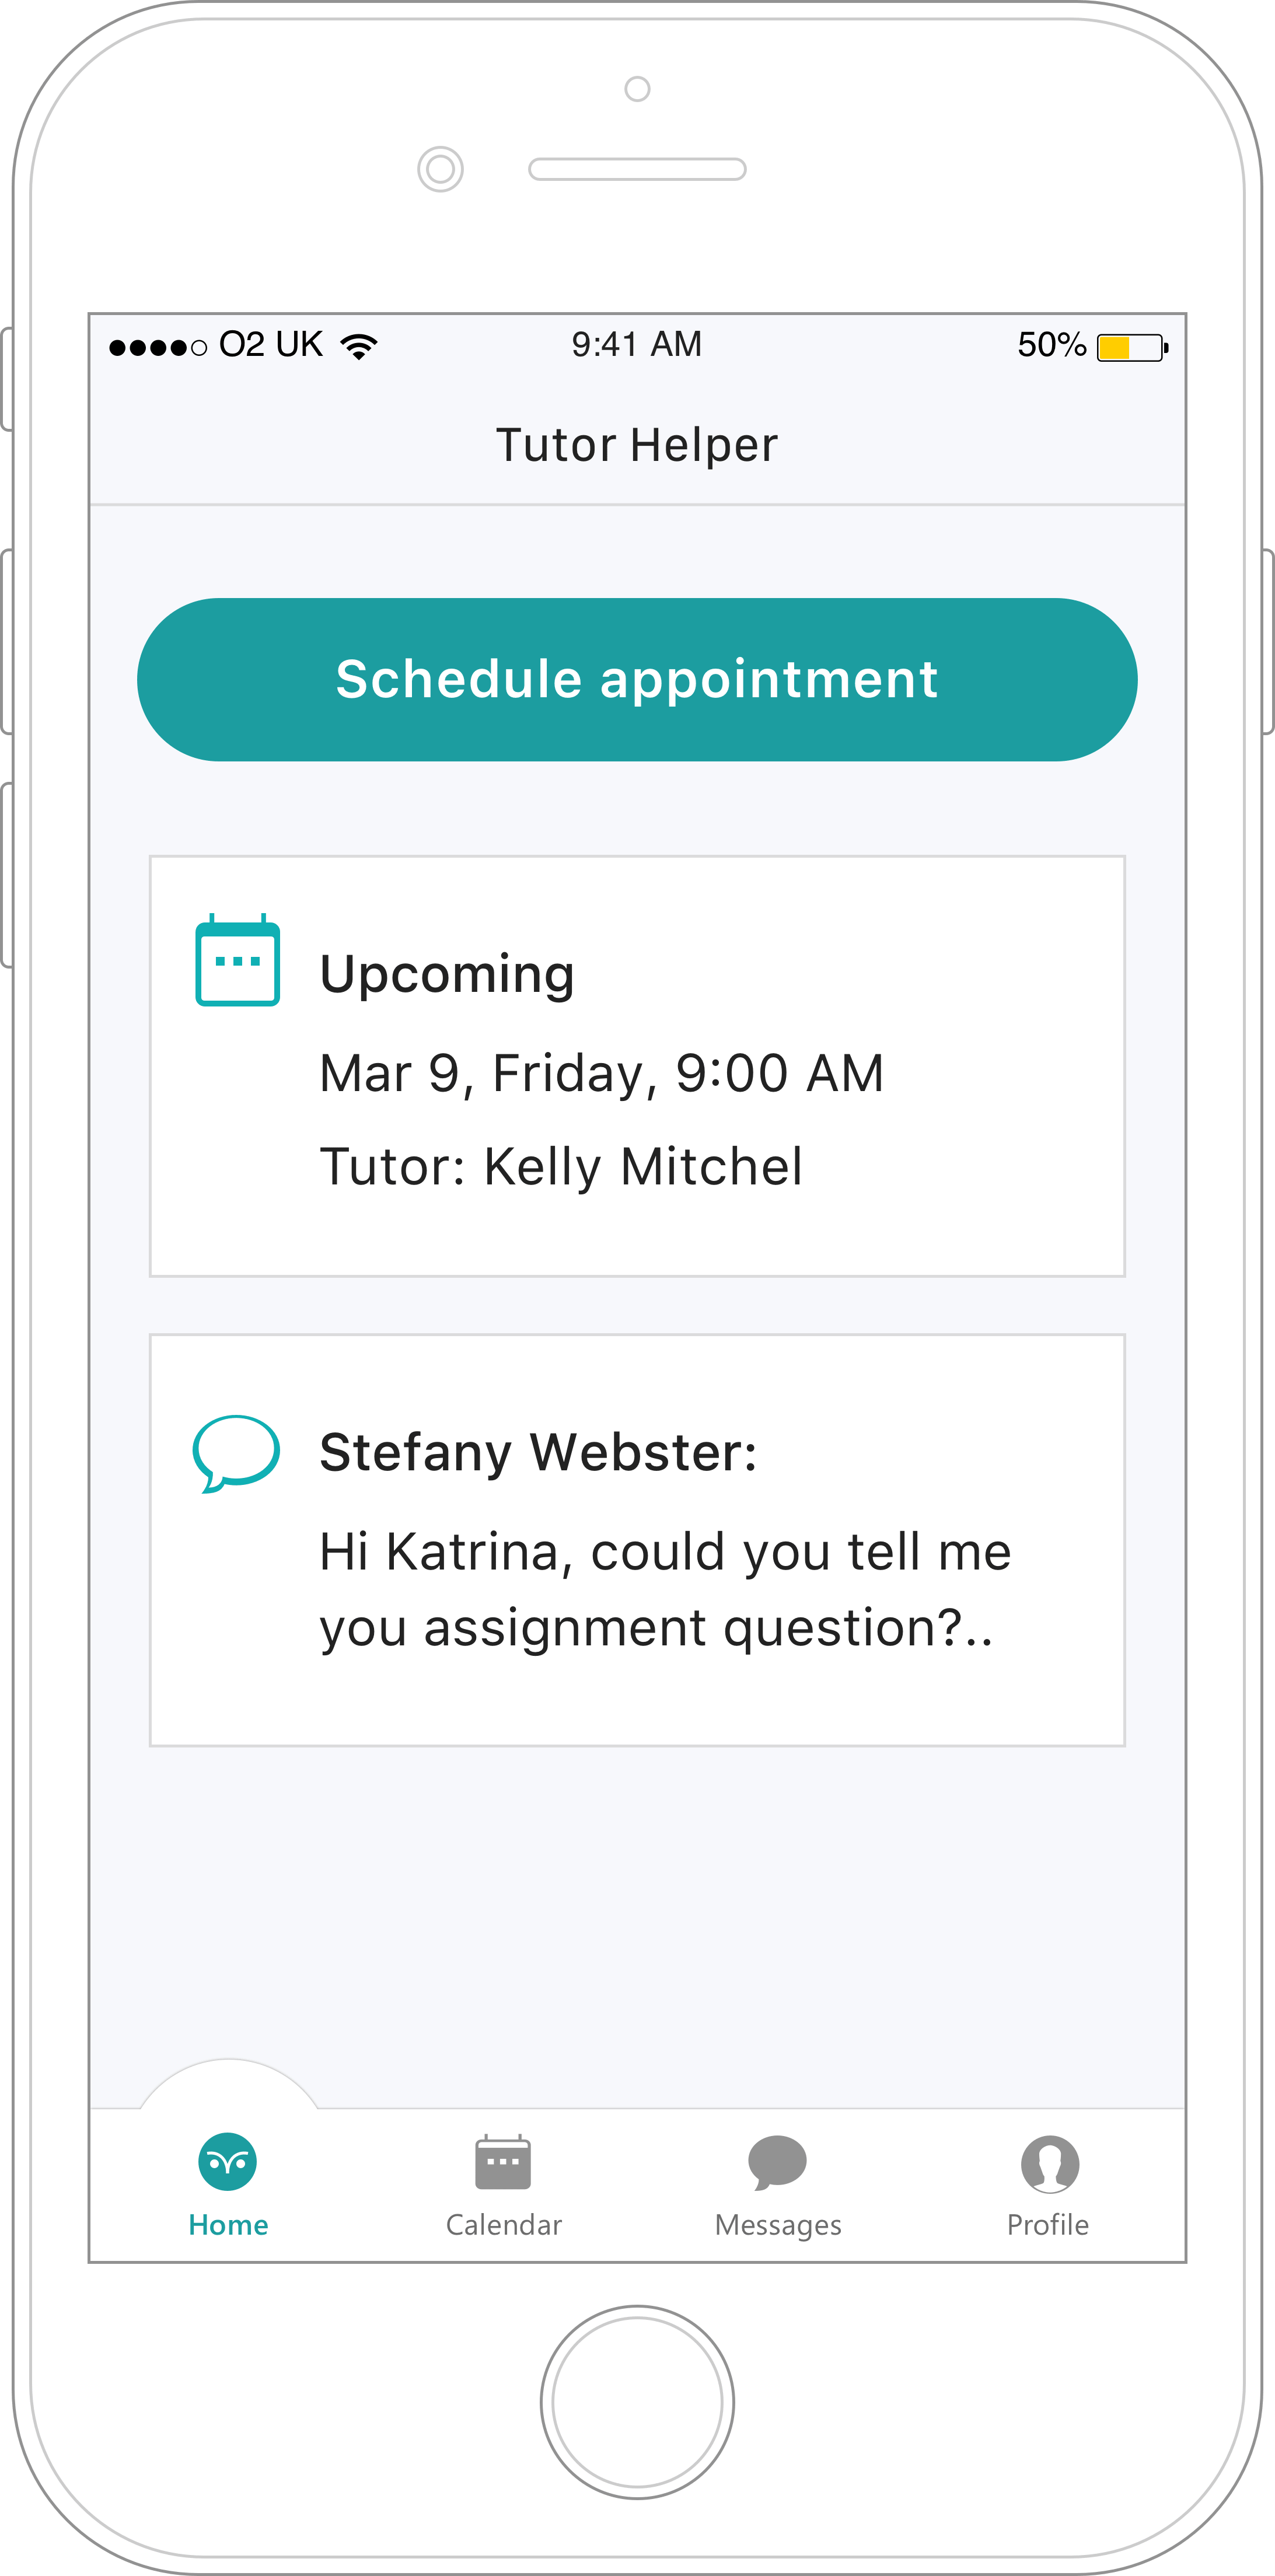 O2 UK 9:41 AM 50%
Tutor Helper
Schedule appointment
Upcoming
Mar 9, Friday, 9:00 AM
Tutor: Kelly Mitchel
Stefany Webster:
Hi Katrina, could you tell me
you assignment question?..
Home Calendar Messages Profile